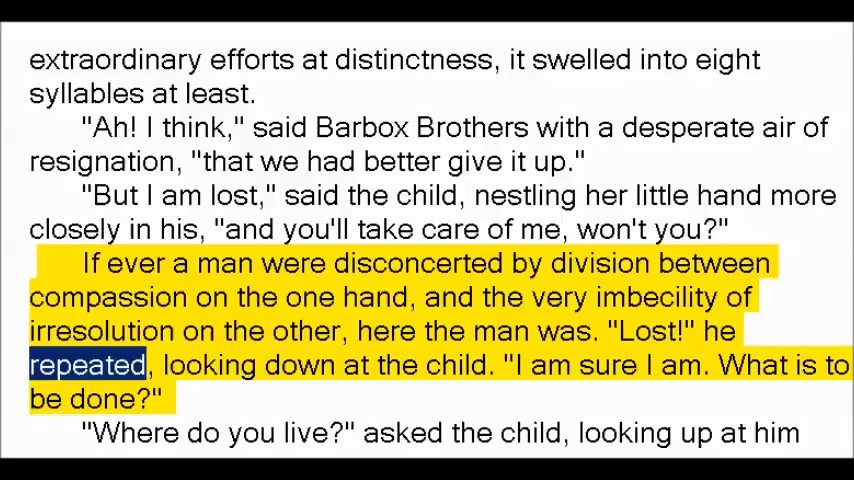 extraordinary efforts at distinctness, it swelled into eight
syllables at least.
"Ah! I think," said Barbox Brothers with a desperate air of
resignation, "that we had better give it up."
"But I am lost," said the child, nestling her little hand more
closely in his, "and you'll take care of me, won't you?"
If ever a man were disconcerted by division between
compassion on the one hand, and the very imbecility of
irresolution on the other, here the man was. "Lost!" he
repeated, looking down at the child. "I am sure I am. What is to
be done?"
"Where do you live?" asked the child, looking up at him